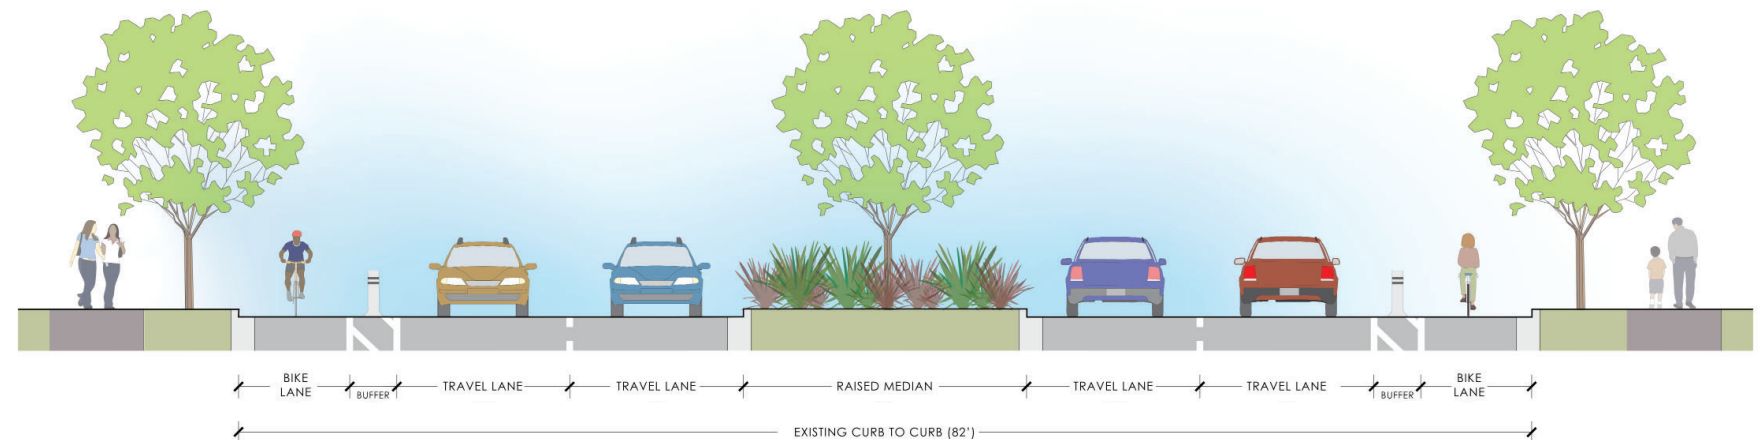 BIKE
LANE
BUFFER
TRAVEL LANE
TRAVEL LANE
RAISED MEDIAN
TRAVEL LANE
TRAVEL LANE
BUFFER
BIKE
LANE
EXISTING CURB TO CURB (82')